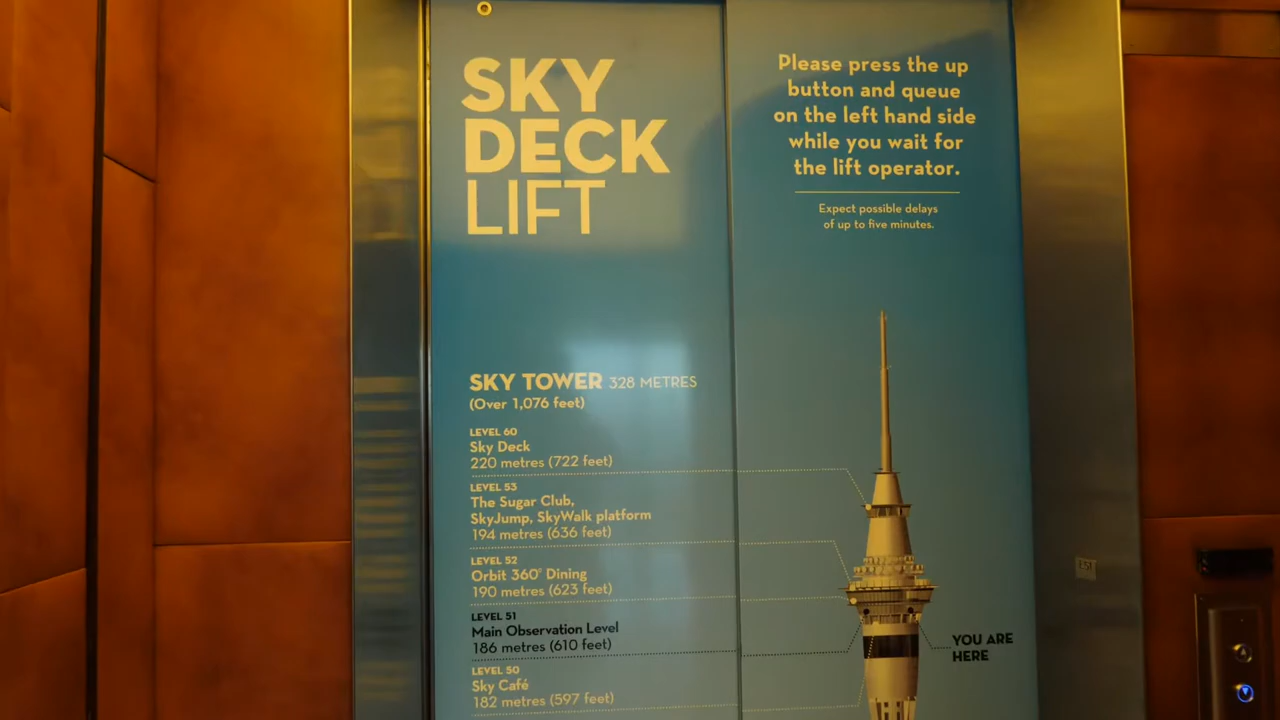 SKY
DECK
LIFT
Please press the up
button and queue
on the left hand side
while you wait for
the lift operator.
Expect possible delays
of up to five minutes.
SKY TOWER 328 METRES
(Over 1,076 feet)
LEVEL 60
Sky Deck
220 metres (722 feet)
LEVEL 53
The Sugar Club,
SkyJump, SkyWalk platform
194 metres (636 feet)
LEVEL 52
Orbit 360° Dining
190 metres (623 feet)
LEVEL 51
Main Observation Level
186 metres (610 feet)
LEVEL 50
Sky Café
182 metres (597 feet)
YOU ARE
HERE